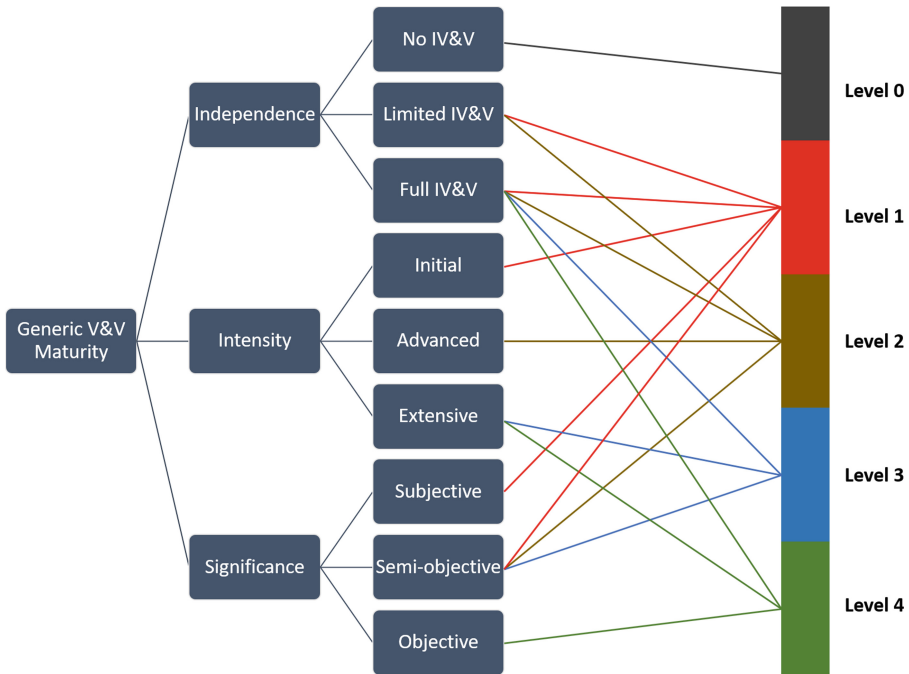 Generic V&V
Maturity
Independence
Intensity
Significance
No IV&V
Limited IV&V
Full IV&V
Initial
Advanced
Extensive
Subjective
Semi-objective
Objective
Level 0
Level 1
Level 2
Level 3
Level 4